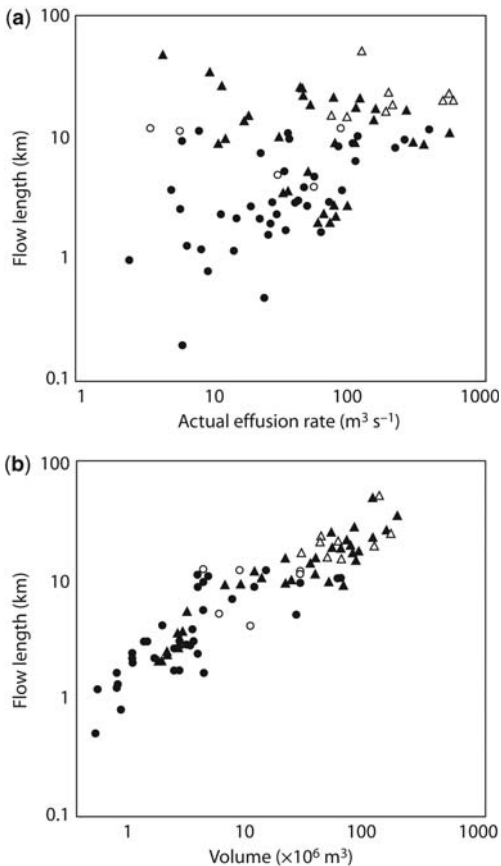 (a)
100
10
1
0.1
Flow length (km)
1 10 100 1000
Actual effusion rate (m³ s⁻¹)
(b)
100
10
1
0.1
Flow length (km)
1 10 100 1000
Volume (×10⁶ m³)